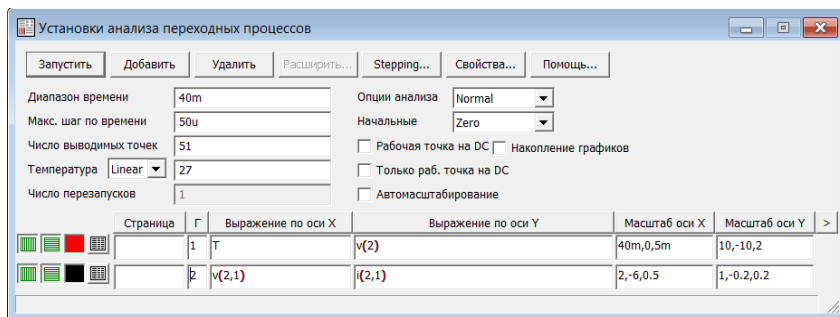 Установки анализа переходных процессов
Запустить Добавить Удалить Расширить... Stepping... Свойства... Помощь...
Диапазон времени 40m Опции анализа Normal
Макс. шаг по времени 50u Начальные Zero
Число выводимых точек 51 Рабочая точка на DC Накопление графиков
Температура Linear 27 Только раб. точка на DC
Число перезапусков 1 Автомасштабирование
Страница Г Выражение по оси X Выражение по оси Y Масштаб оси X Масштаб оси Y >
1 T v(2) 40m,0,5m 10,-10,2
2 v(2,1) i(2,1) 2,-6,0.5 1,-0.2,0.2